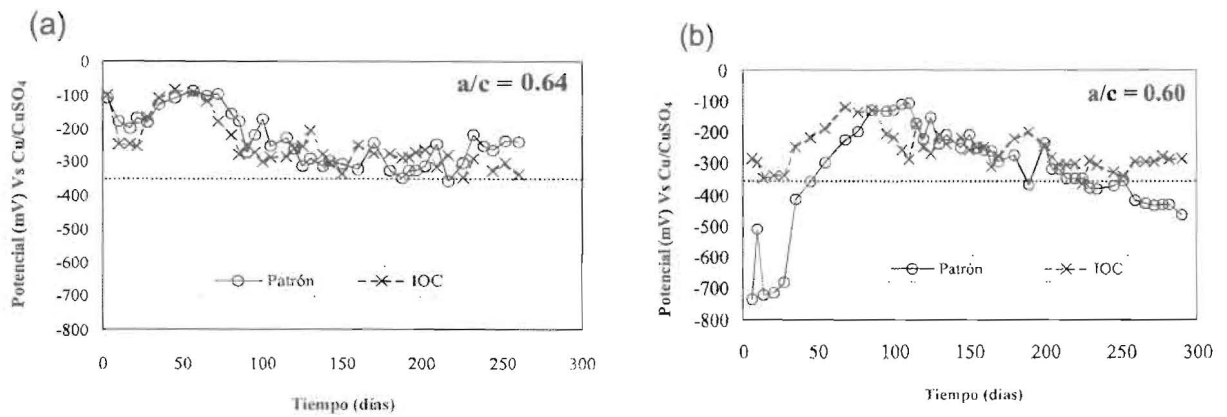 (a)
a/c = 0.64
Potencial (mV) Vs Cu/CuSO₄
0
-100
-200
-300
-400
-500
-600
-700
-800
Patrón
IOC
0
50
100
150
200
250
300
Tiempo (días)
(b)
a/c = 0.60
Potencial (mV) Vs Cu/CuSO₄
0
-100
-200
-300
-400
-500
-600
-700
-800
Patrón
IOC
0
50
100
150
200
250
300
Tiempo (días)